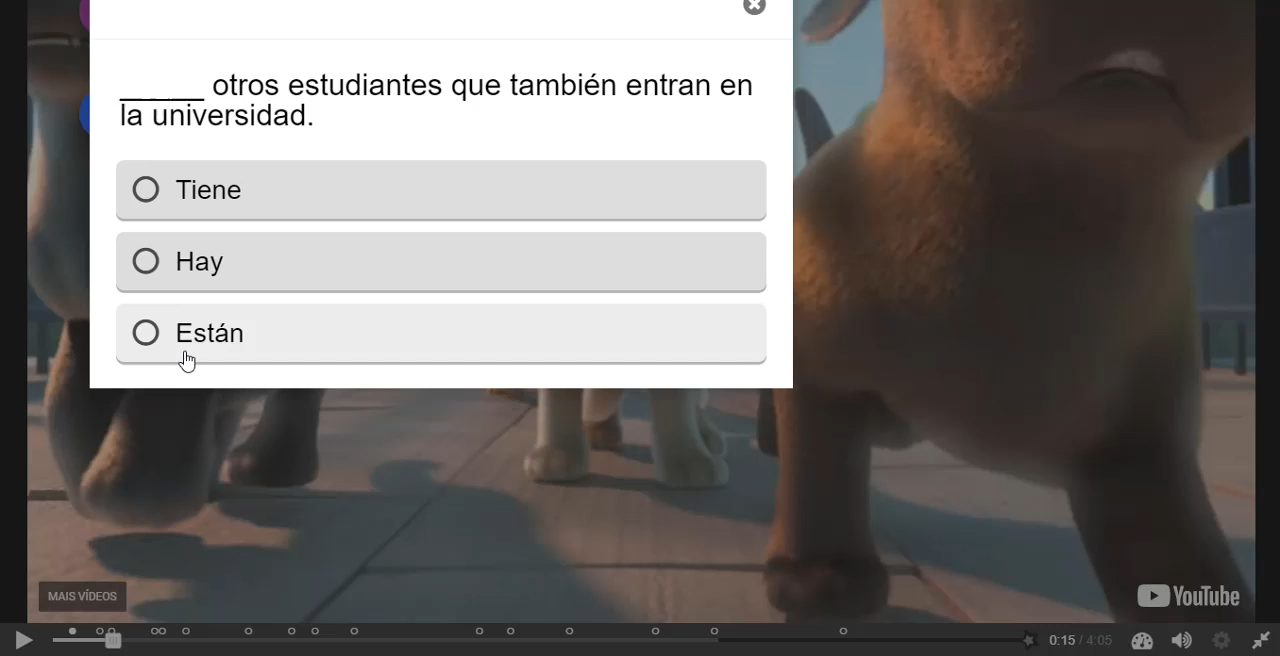 _____ otros estudiantes que también entran en
la universidad.
Tiene
Hay
Están
MAIS VÍDEOS
YouTube
0:15 / 4:05